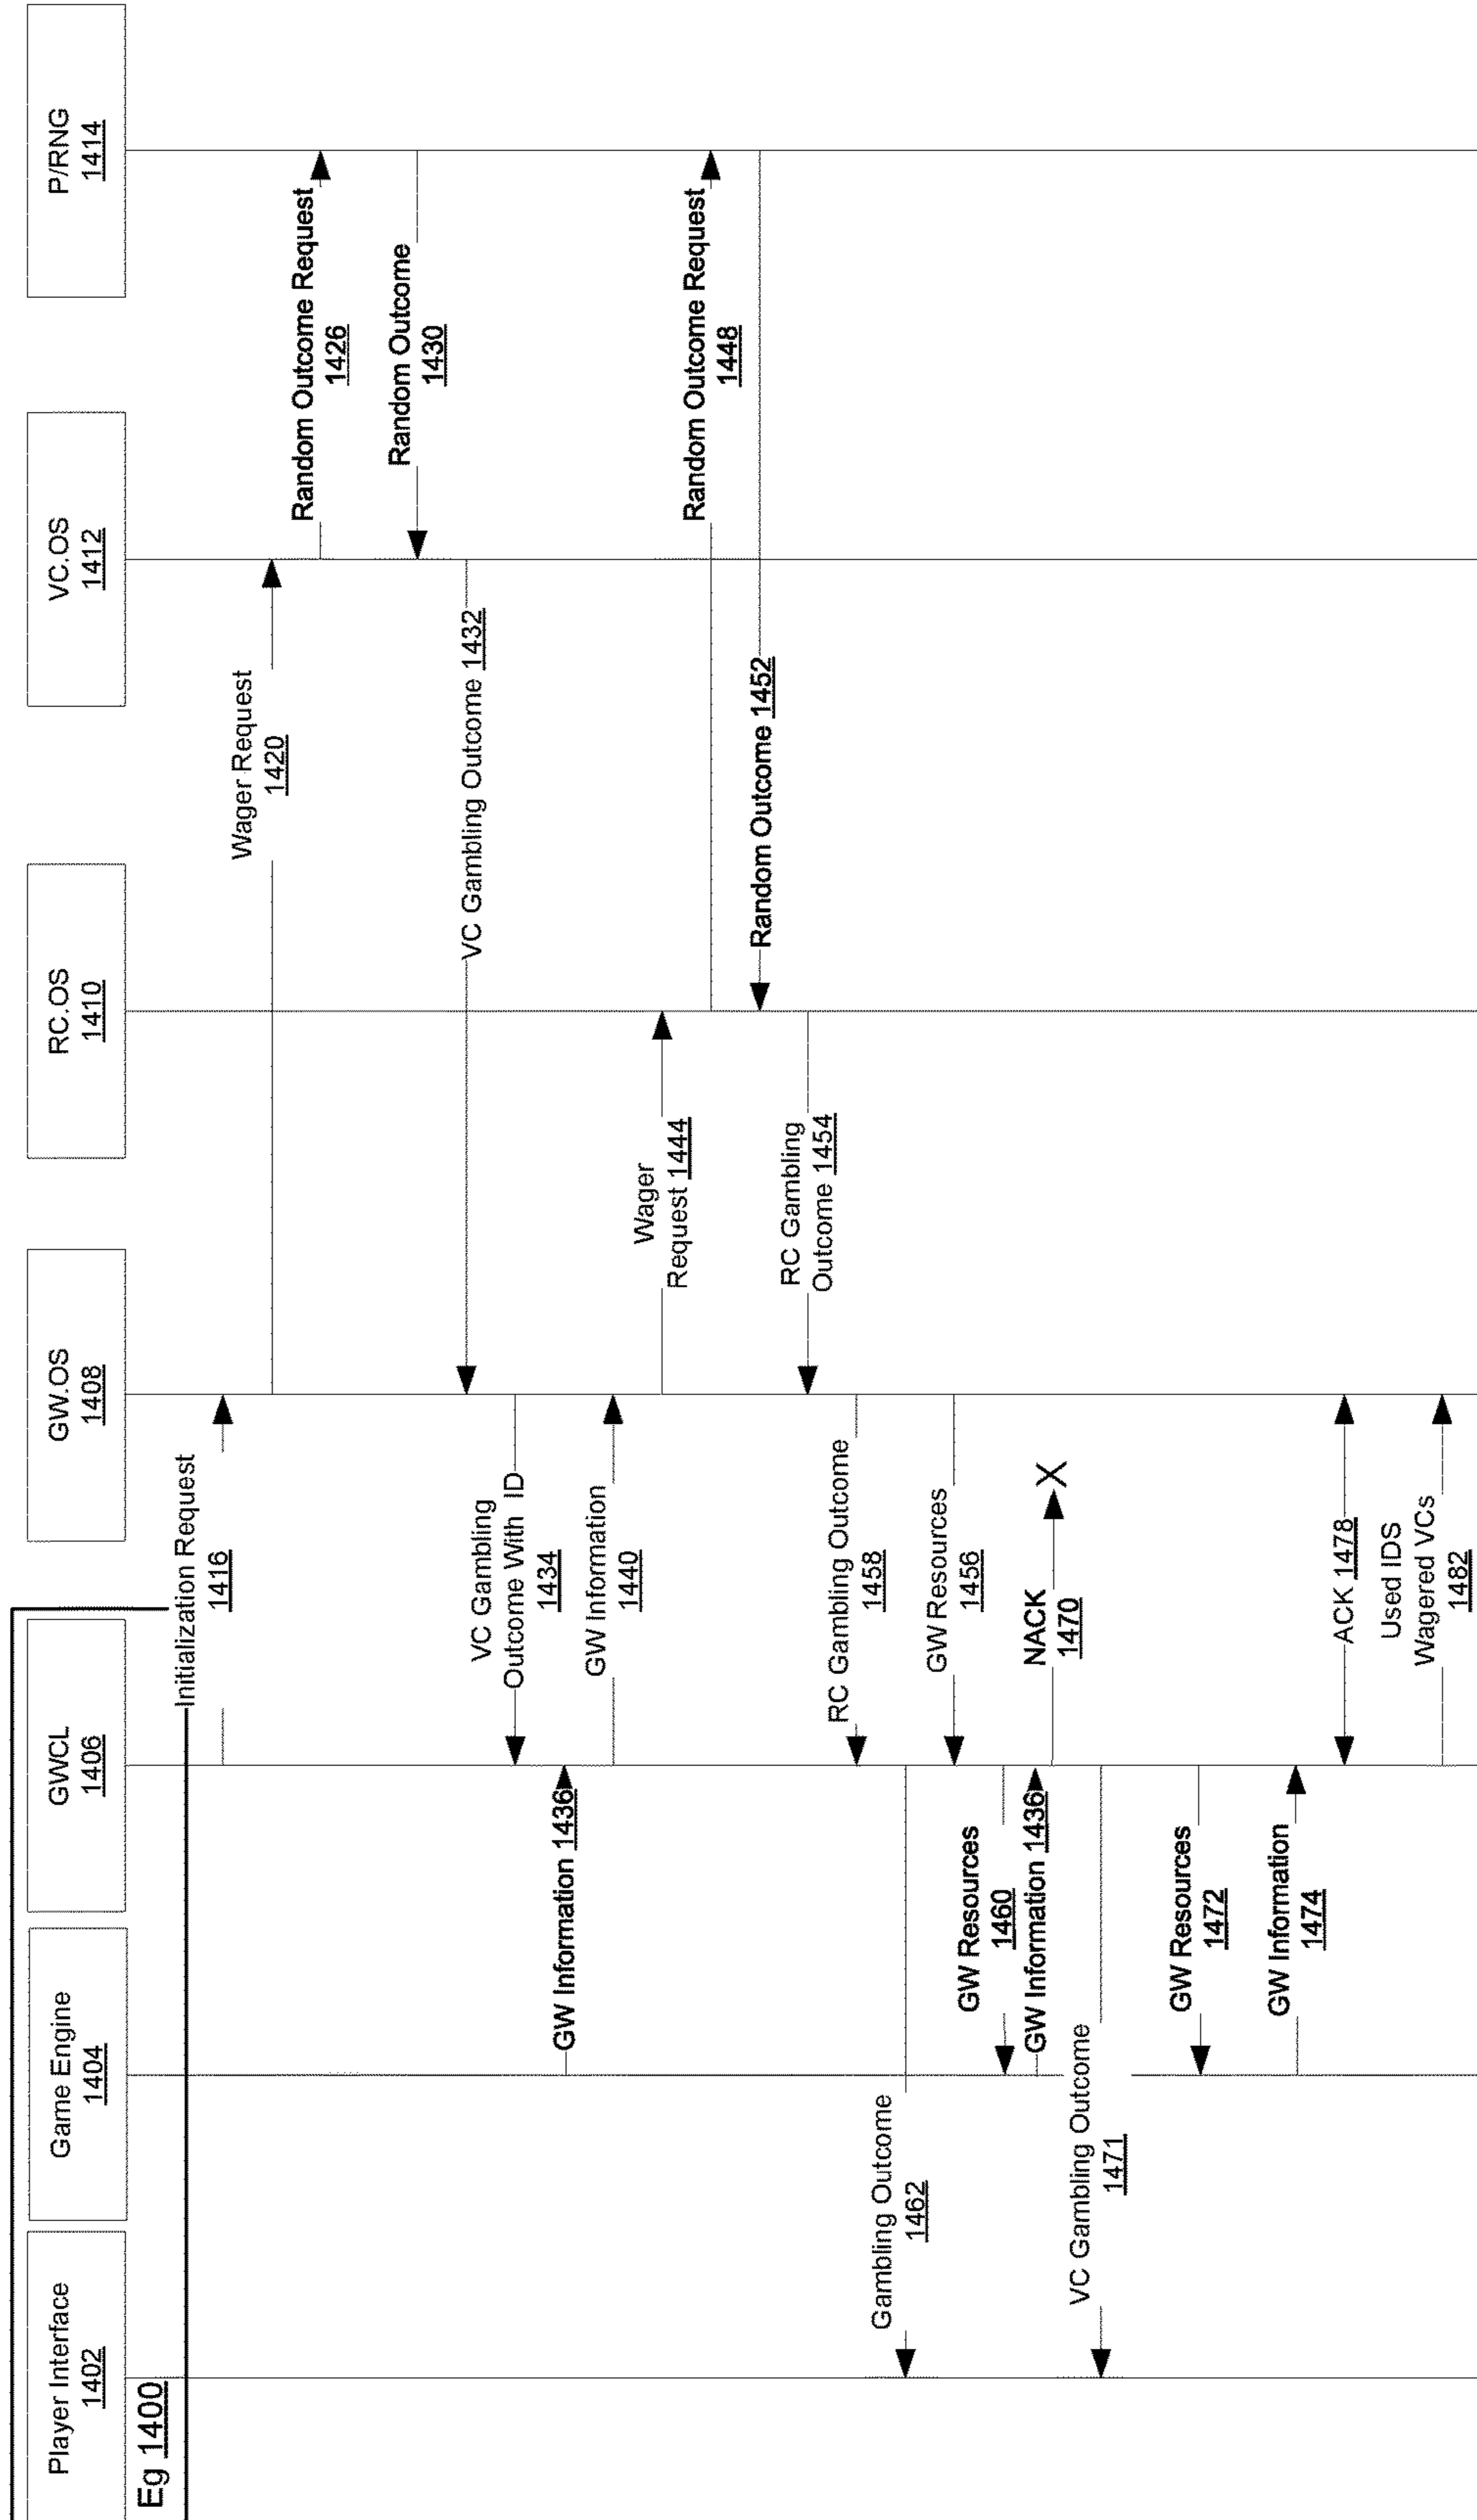 Player Interface
1402
Game Engine
1404
GWCL
1406
GW.OS
1408
RC.OS
1410
VC.OS
1412
P/RNG
1414
Eg 1400
Initialization Request
1416
Wager Request
1420
Random Outcome Request
1426
Random Outcome
1430
VC Gambling Outcome 1432
VC Gambling
Outcome With ID
1434
GW Information 1436
GW Information
1440
Wager
Request 1444
Random Outcome Request
1448
Random Outcome 1452
RC Gambling
Outcome 1454
RC Gambling Outcome
1458
Gambling Outcome
1462
GW Resources
1456
GW Resources
1460
GW Information 1436
NACK
1470
X
VC Gambling Outcome
1471
GW Resources
1472
GW Information
1474
ACK 1478
Used IDS
Wagered VCs
1482